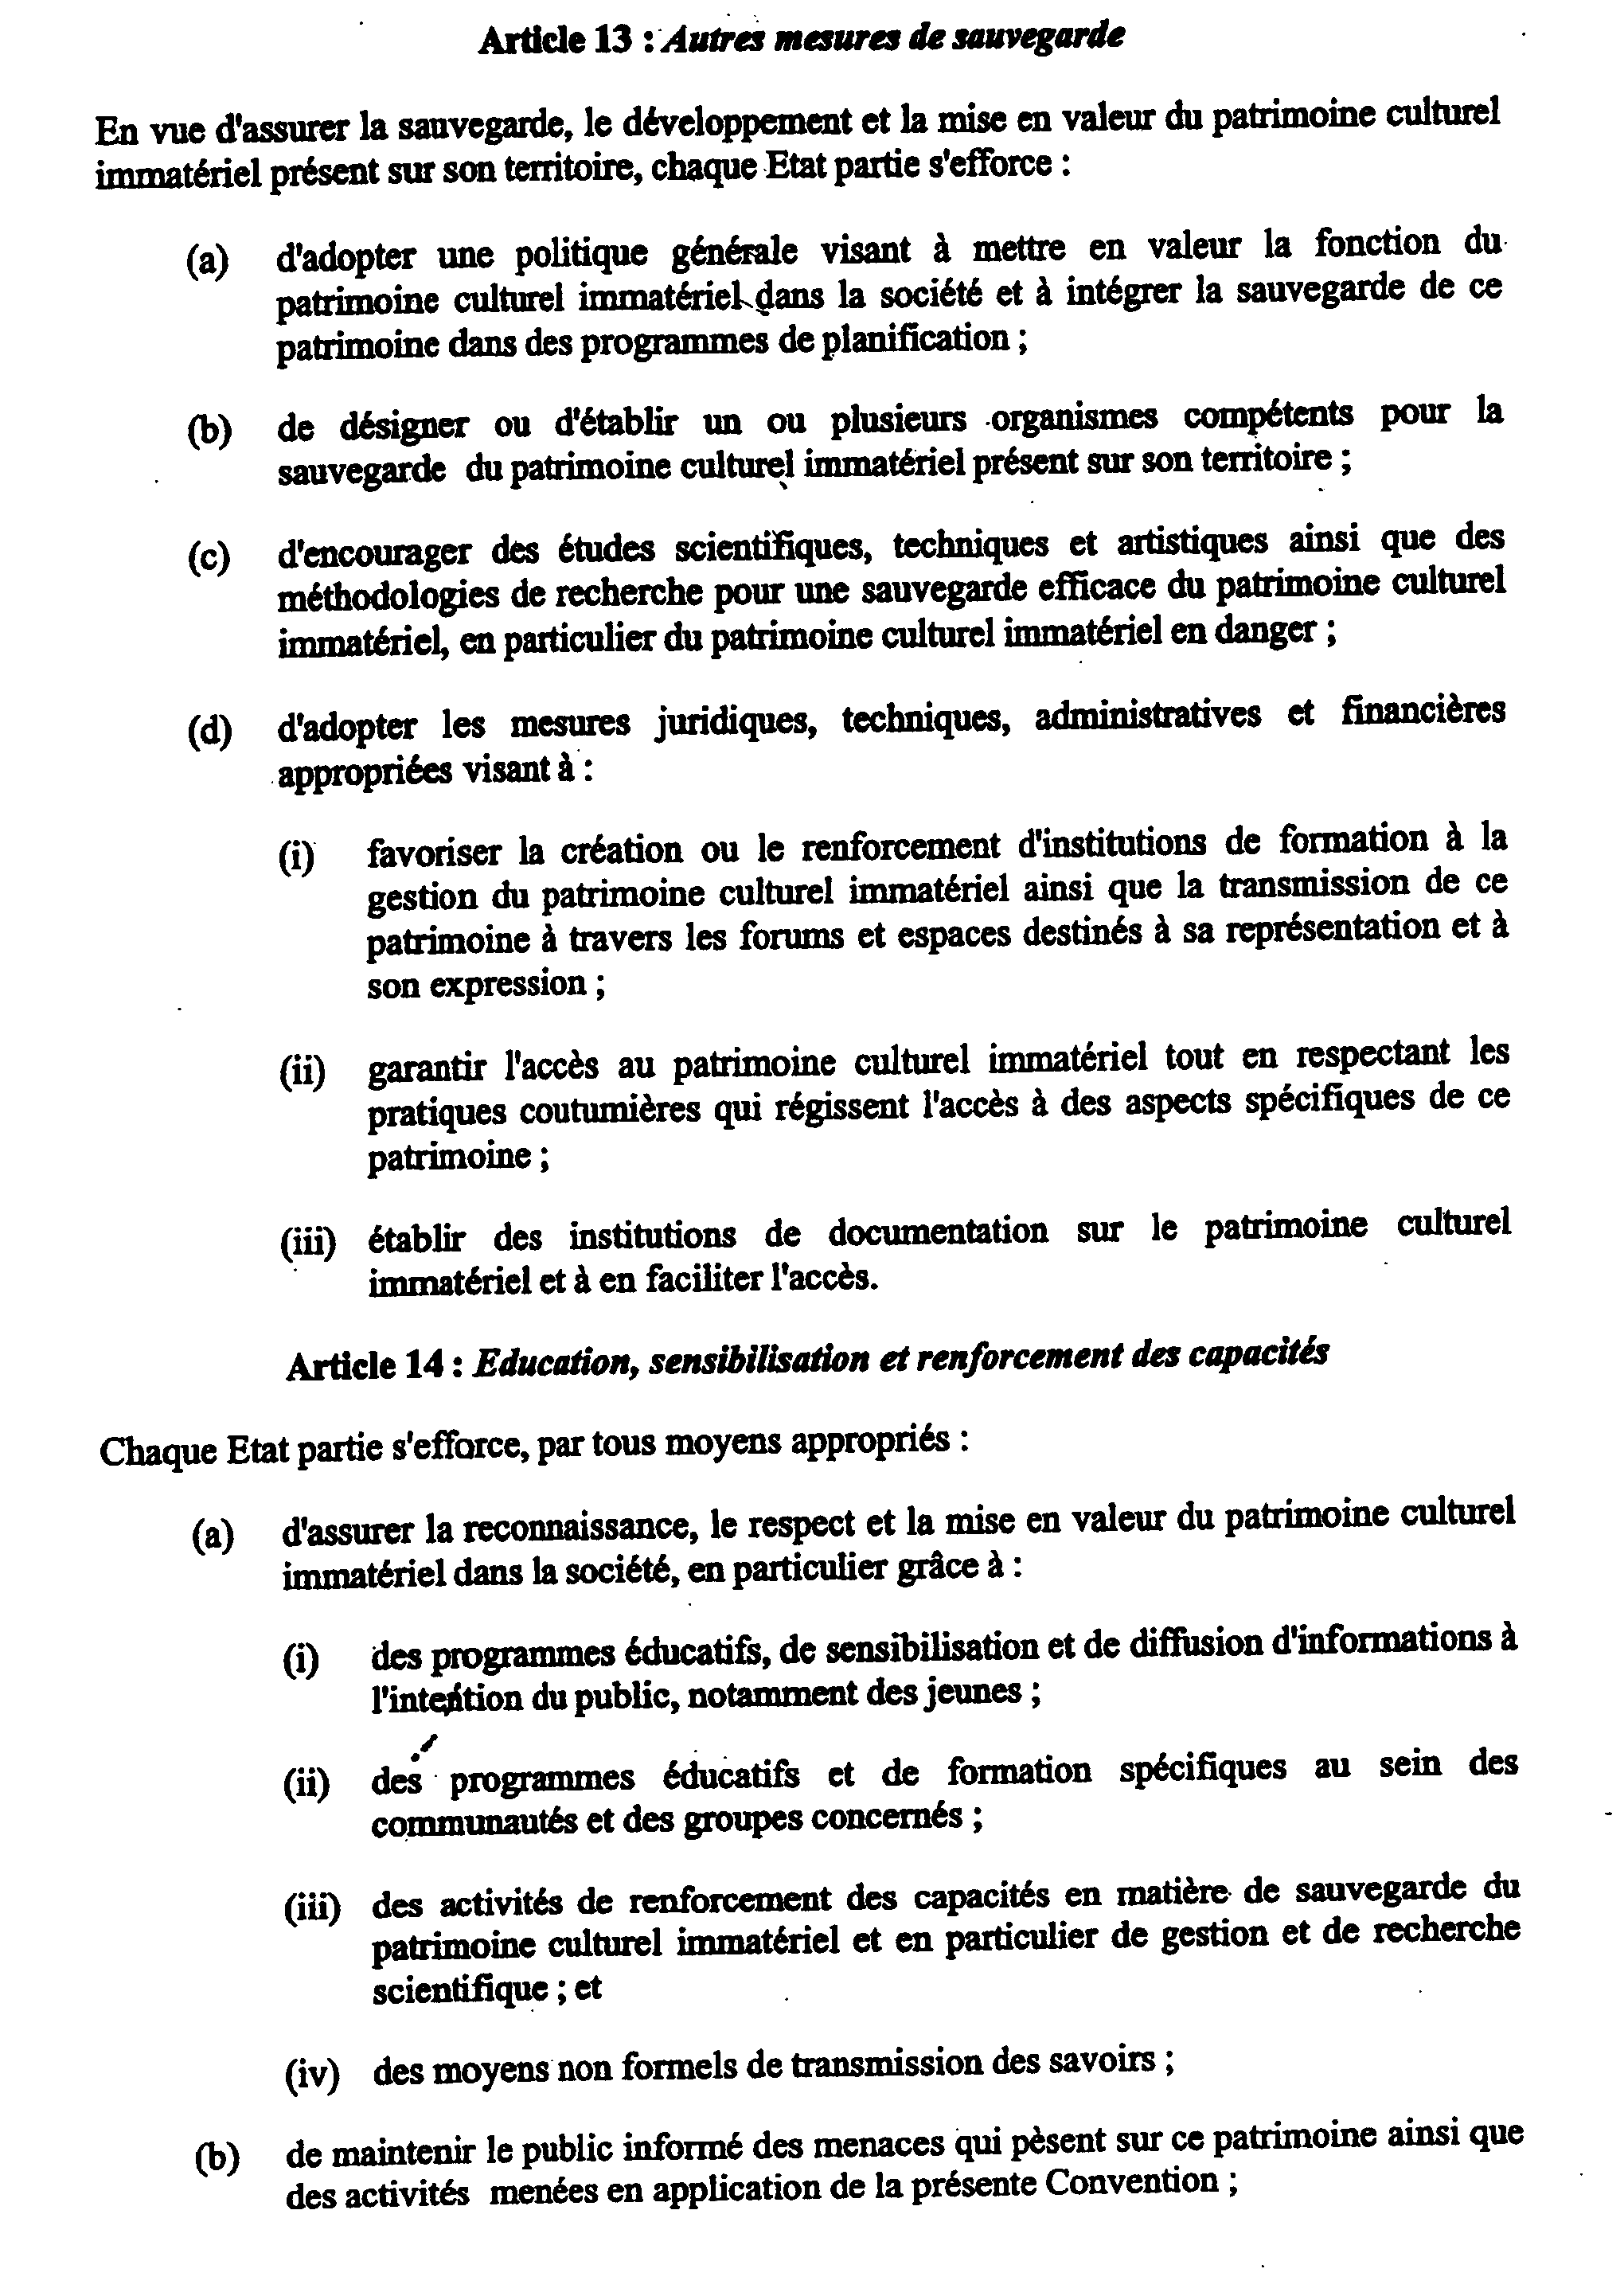 Article 13 : Autres mesures de sauvegarde
En vue d'assurer la sauvegarde, le développement et la mise en valeur du patrimoine culturel
immatériel présent sur son territoire, chaque Etat partie s'efforce :
(a) d'adopter une politique générale visant à mettre en valeur la fonction du
patrimoine culturel immatériel dans la société et à intégrer la sauvegarde de ce
patrimoine dans des programmes de planification ;
(b) de désigner ou d'établir un ou plusieurs organismes compétents pour la
sauvegarde du patrimoine culturel immatériel présent sur son territoire ;
(c) d'encourager des études scientifiques, techniques et artistiques ainsi que des
méthodologies de recherche pour une sauvegarde efficace du patrimoine culturel
immatériel, en particulier du patrimoine culturel immatériel en danger ;
(d) d'adopter les mesures juridiques, techniques, administratives et financières
appropriées visant à :
(i) favoriser la création ou le renforcement d'institutions de formation à la
gestion du patrimoine culturel immatériel ainsi que la transmission de ce
patrimoine à travers les forums et espaces destinés à sa représentation et à
son expression ;
(ii) garantir l'accès au patrimoine culturel immatériel tout en respectant les
pratiques coutumières qui régissent l'accès à des aspects spécifiques de ce
patrimoine ;
(iii) établir des institutions de documentation sur le patrimoine culturel
immatériel et à en faciliter l'accès.
Article 14 : Education, sensibilisation et renforcement des capacités
Chaque Etat partie s'efforce, par tous moyens appropriés :
(a) d'assurer la reconnaissance, le respect et la mise en valeur du patrimoine culturel
immatériel dans la société, en particulier grâce à :
(i) des programmes éducatifs, de sensibilisation et de diffusion d'informations à
l'intention du public, notamment des jeunes ;
(ii) des programmes éducatifs et de formation spécifiques au sein des
communautés et des groupes concernés ;
(iii) des activités de renforcement des capacités en matière de sauvegarde du
patrimoine culturel immatériel et en particulier de gestion et de recherche
scientifique ; et
(iv) des moyens non formels de transmission des savoirs ;
(b) de maintenir le public informé des menaces qui pèsent sur ce patrimoine ainsi que
des activités menées en application de la présente Convention ;